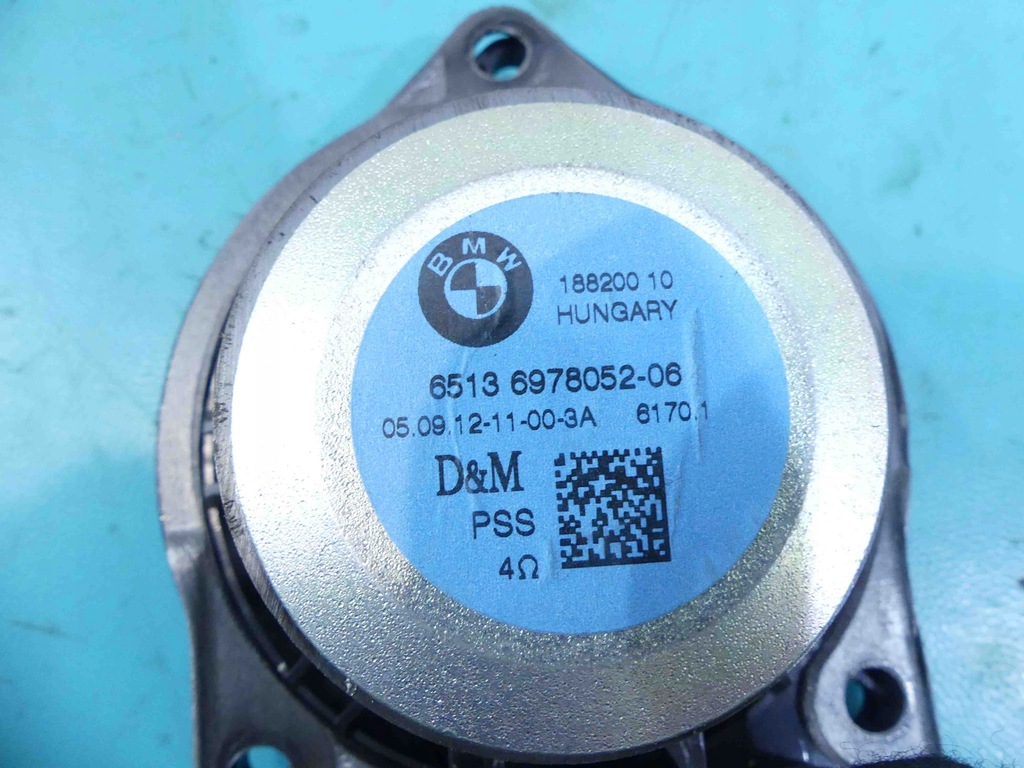 BMW
188200 10
HUNGARY
6513 6978052-06
05.09.12-11-00-3A 6170.1
D&M
PSS
4Ω